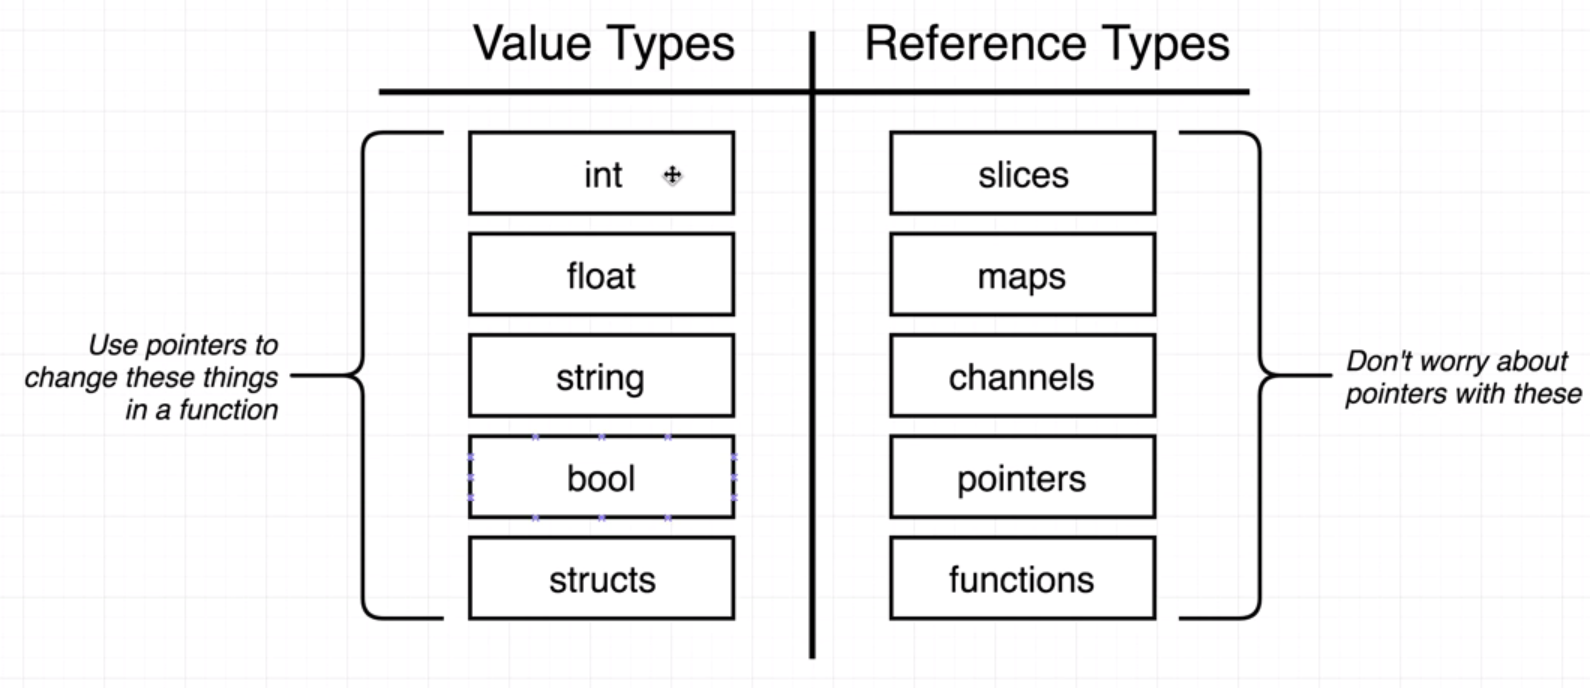 Value Types
Reference Types
int
slices
float
maps
string
channels
bool
pointers
structs
functions
Use pointers to
change these things
in a function
Don't worry about
pointers with these